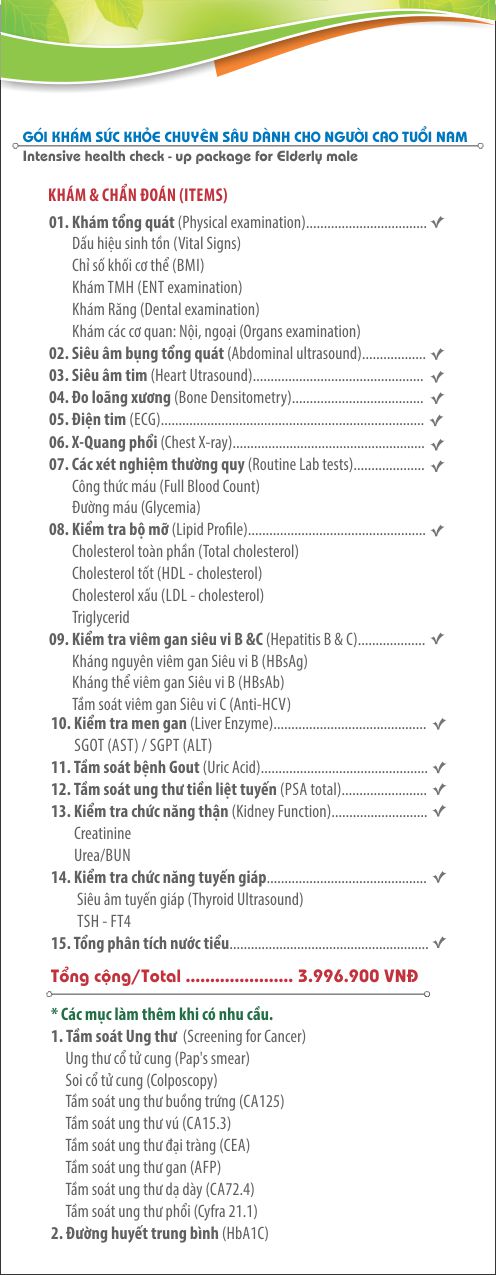 GÓI KHÁM SỨC KHỎE CHUYÊN SÂU DÀNH CHO NGƯỜI CAO TUỔI NAM
Intensive health check - up package for Elderly male
KHÁM & CHẨN ĐOÁN (ITEMS)
01. Khám tổng quát (Physical examination).................................. √
Dấu hiệu sinh tồn (Vital Signs)
Chỉ số khối cơ thể (BMI)
Khám TMH (ENT examination)
Khám Răng (Dental examination)
Khám các cơ quan: Nội, ngoại (Organs examination)
02. Siêu âm bụng tổng quát (Abdominal ultrasound).................. √
03. Siêu âm tim (Heart Utrasound)................................................ √
04. Đo loãng xương (Bone Densitometry)..................................... √
05. Điện tim (ECG).......................................................................... √
06. X-Quang phổi (Chest X-ray)...................................................... √
07. Các xét nghiệm thường quy (Routine Lab tests).................... √
Công thức máu (Full Blood Count)
Đường máu (Glycemia)
08. Kiểm tra bộ mỡ (Lipid Profile).................................................. √
Cholesterol toàn phần (Total cholesterol)
Cholesterol tốt (HDL - cholesterol)
Cholesterol xấu (LDL - cholesterol)
Triglycerid
09. Kiểm tra viêm gan siêu vi B &C (Hepatitis B & C)................... √
Kháng nguyên viêm gan Siêu vi B (HBsAg)
Kháng thể viêm gan Siêu vi B (HBsAb)
Tầm soát viêm gan Siêu vi C (Anti-HCV)
10. Kiểm tra men gan (Liver Enzyme)........................................... √
SGOT (AST) / SGPT (ALT)
11. Tầm soát bệnh Gout (Uric Acid)............................................... √
12. Tầm soát ung thư tiền liệt tuyến (PSA total)........................ √
13. Kiểm tra chức năng thận (Kidney Function)........................... √
Creatinine
Urea/BUN
14. Kiểm tra chức năng tuyến giáp............................................. √
Siêu âm tuyến giáp (Thyroid Ultrasound)
TSH - FT4
15. Tổng phân tích nước tiểu........................................................ √
Tổng cộng/Total ...................... 3.996.900 VNĐ
* Các mục làm thêm khi có nhu cầu.
1. Tầm soát Ung thư (Screening for Cancer)
Ung thư cổ tử cung (Pap's smear)
Soi cổ tử cung (Colposcopy)
Tầm soát ung thư buồng trứng (CA125)
Tầm soát ung thư vú (CA15.3)
Tầm soát ung thư đại tràng (CEA)
Tầm soát ung thư gan (AFP)
Tầm soát ung thư dạ dày (CA72.4)
Tầm soát ung thư phổi (Cyfra 21.1)
2. Đường huyết trung bình (HbA1C)